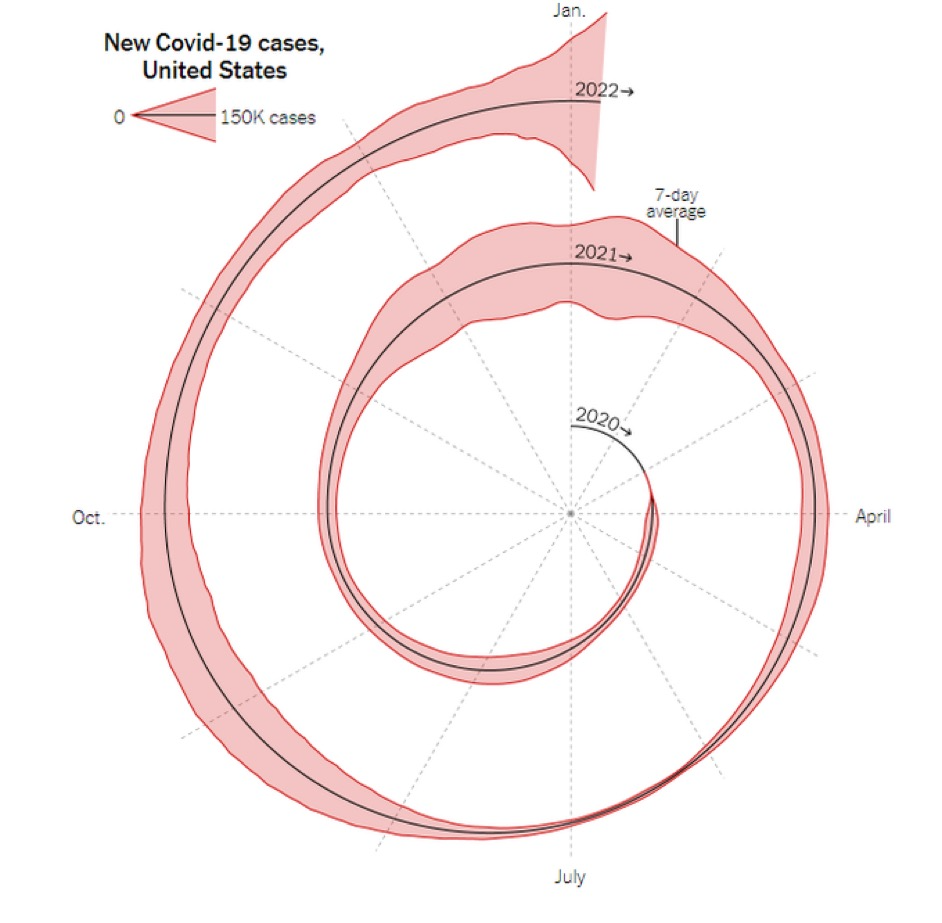 Jan.
New Covid-19 cases,
United States
0
150K cases
2022→
7-day
average
2021→
2020→
Oct.
April
July